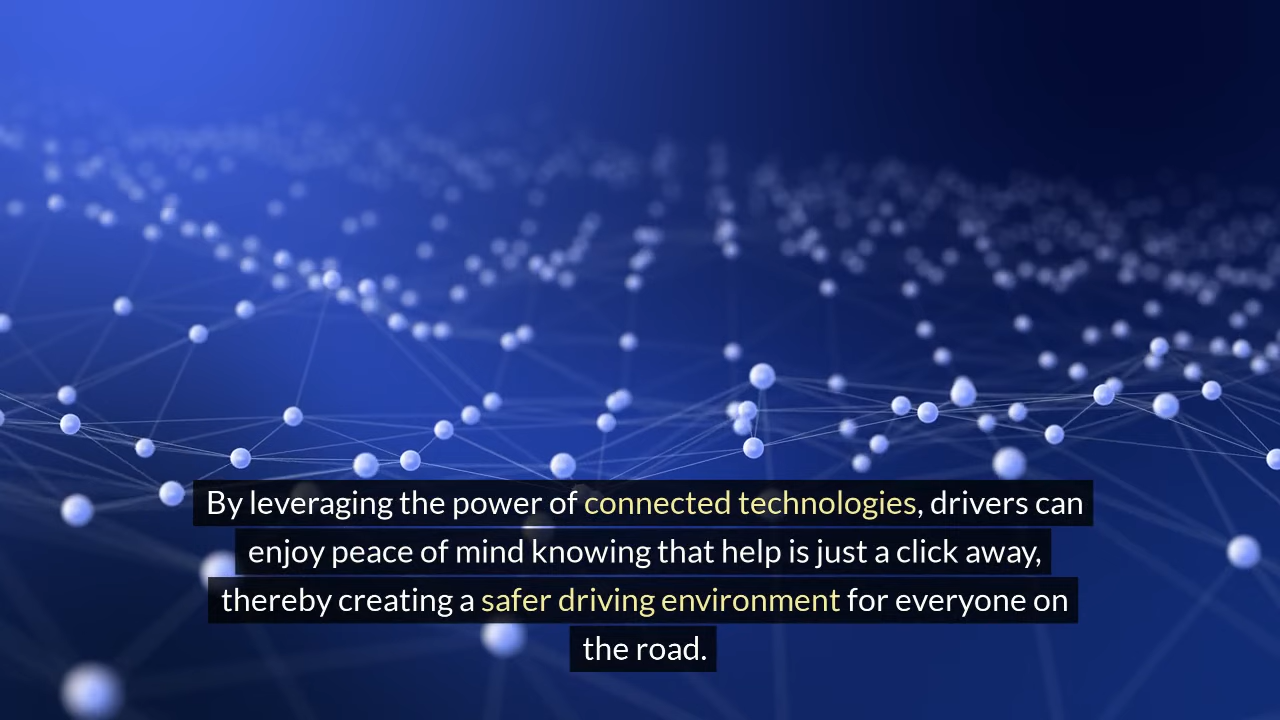 By leveraging the power of connected technologies, drivers can
enjoy peace of mind knowing that help is just a click away,
thereby creating a safer driving environment for everyone on
the road.